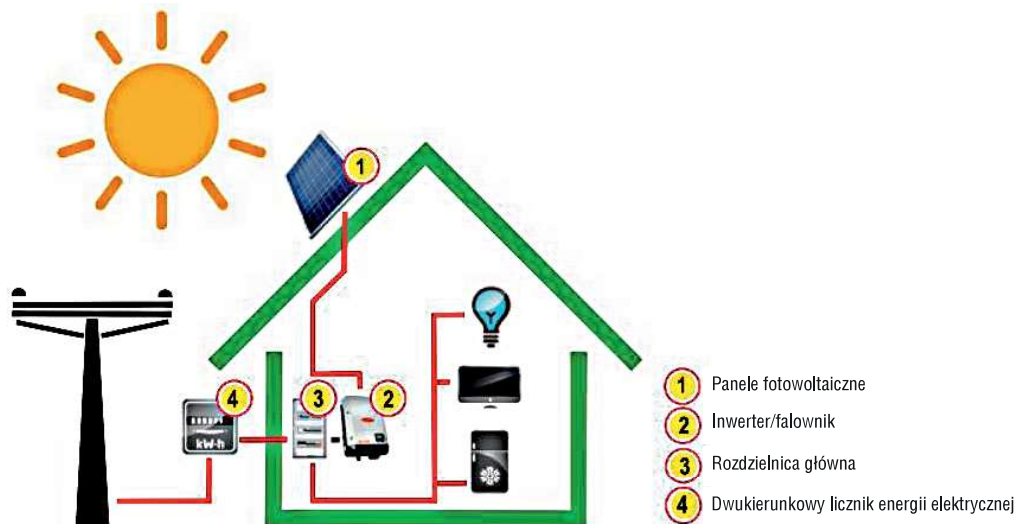 1
4
3
2
kW-h
1 Panele fotowoltaiczne
2 Inwerter/falownik
3 Rozdzielnica główna
4 Dwukierunkowy licznik energii elektrycznej